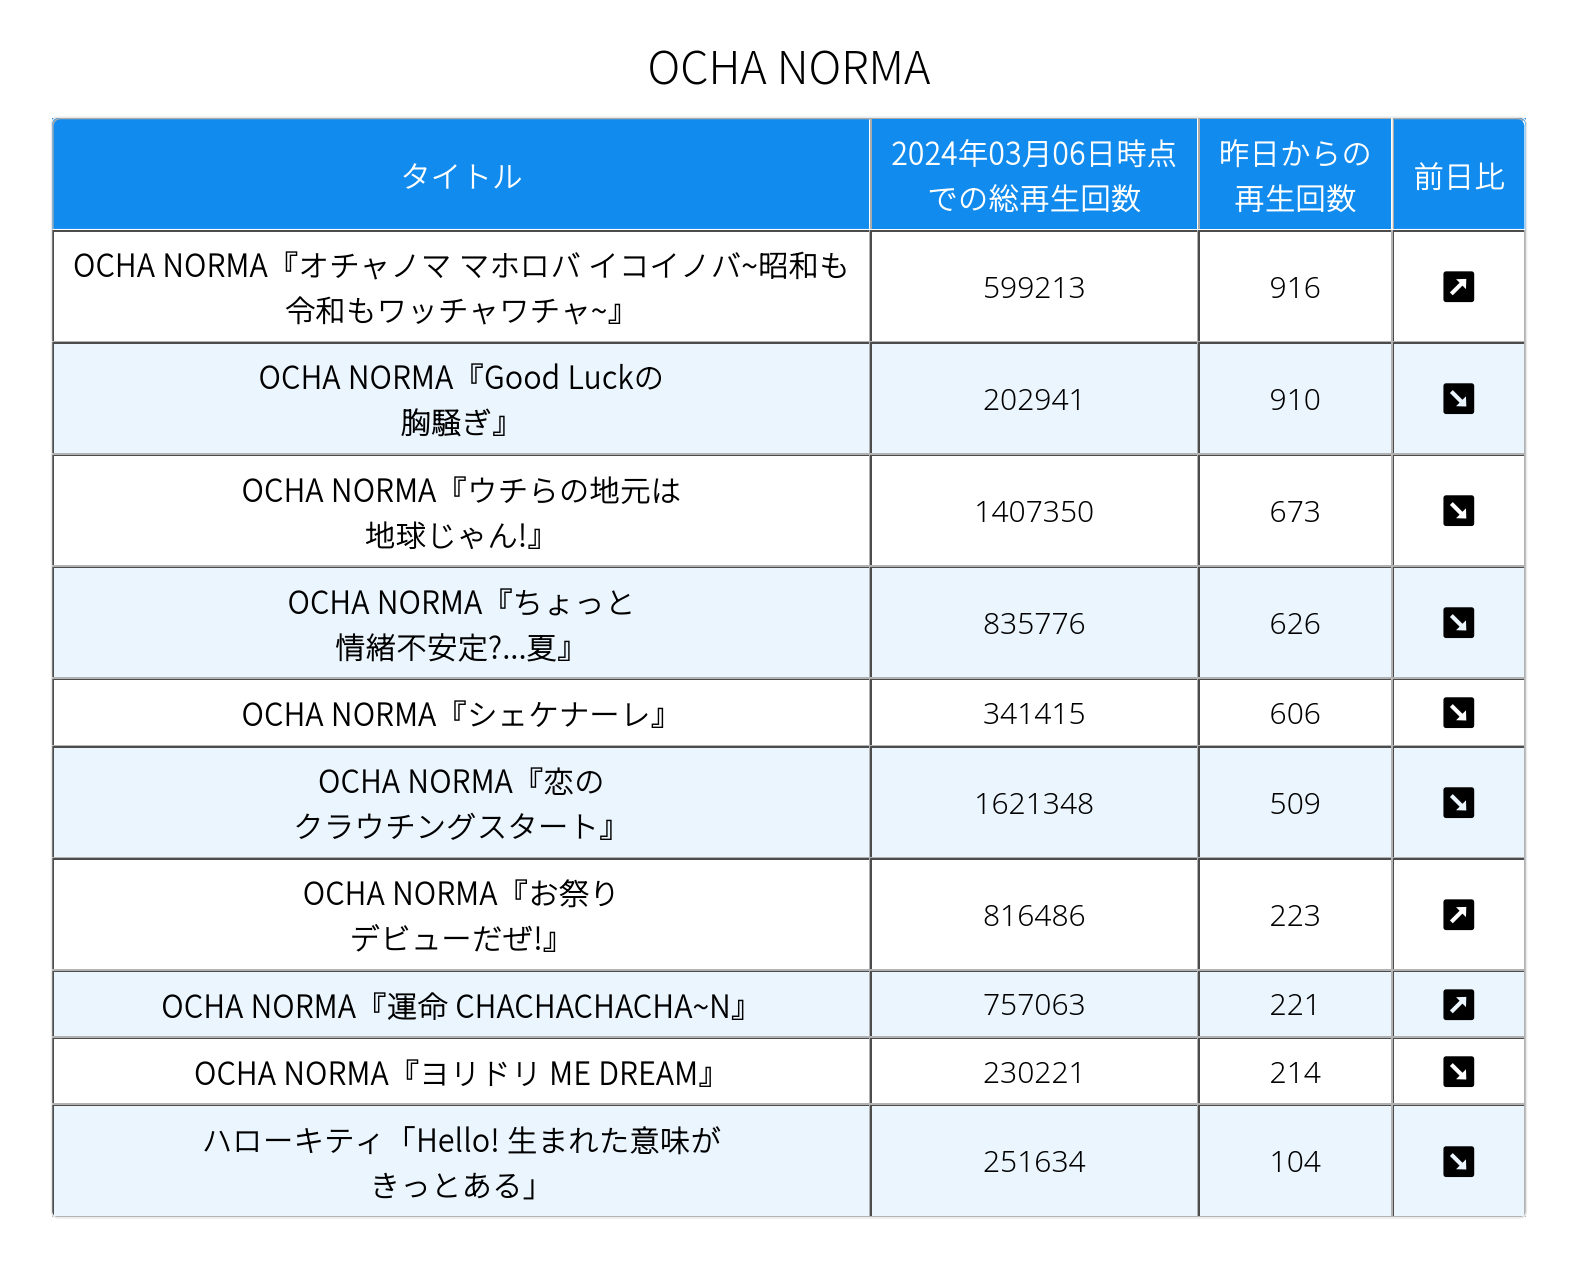 OCHA NORMA
タイトル
2024年03月06日時点
での総再生回数
昨日からの
再生回数
前日比
OCHA NORMA『オチャノマ マホロバ イコイノバ~昭和も
令和もワッチャワチャ~』
599213
916
OCHA NORMA『Good Luckの
胸騒ぎ』
202941
910
OCHA NORMA『ウチらの地元は
地球じゃん!』
1407350
673
OCHA NORMA『ちょっと
情緒不安定?...夏』
835776
626
OCHA NORMA『シェケナーレ』
341415
606
OCHA NORMA『恋の
クラウチングスタート』
1621348
509
OCHA NORMA『お祭り
デビューだぜ!』
816486
223
OCHA NORMA『運命 CHACHACHACHA~N』
757063
221
OCHA NORMA『ヨリドリ ME DREAM』
230221
214
ハローキティ「Hello! 生まれた意味が
きっとある」
251634
104